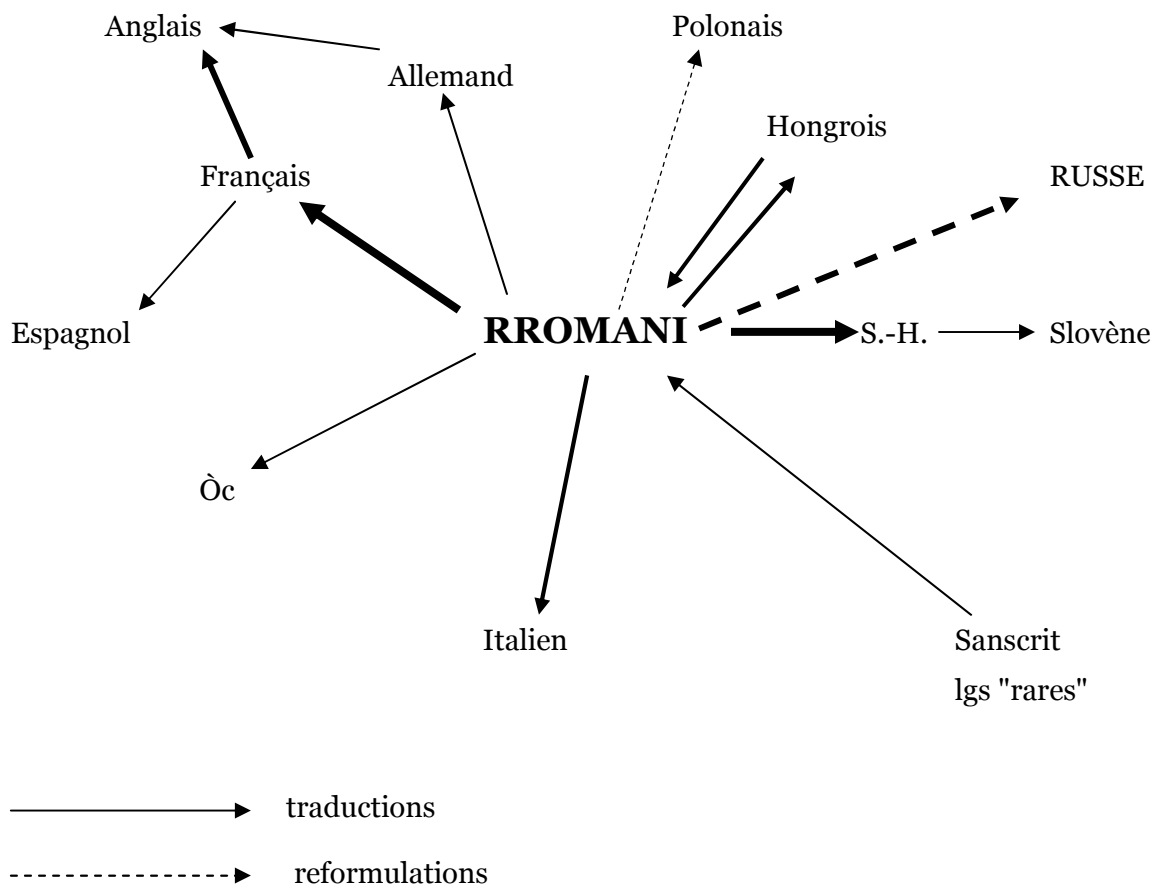 Anglais
Polonais
Allemand
Hongrois
Français
RUSSE
Espagnol
RROMANI
S.-H.
Slovène
Òc
Italien
Sanscrit
lgs "rares"
traductions
reformulations